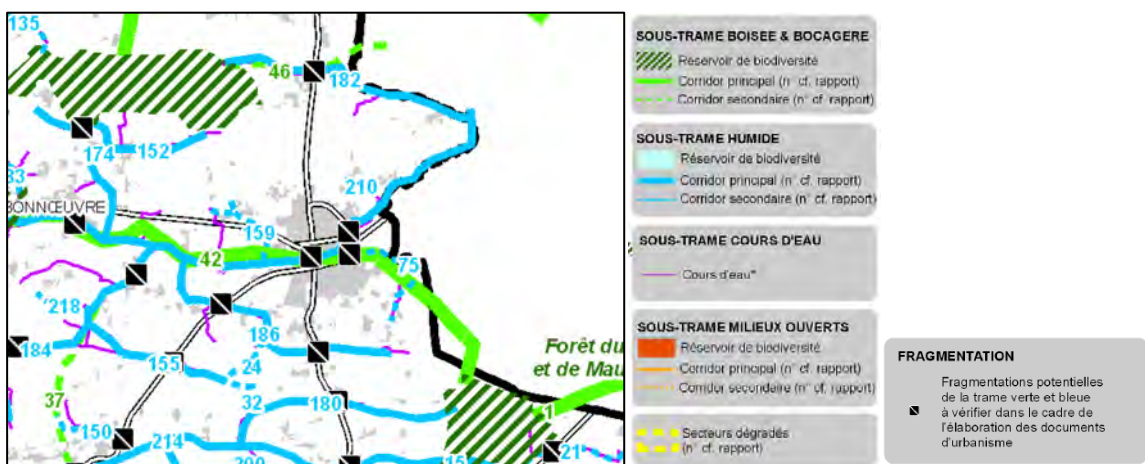 135
46
182
174
152
33
BONNŒUVRE
210
159
42
75
218
186
184
155
24
Forêt du
et de Mau
37
32
180
1
150
214
200
15
21
SOUS-TRAME BOISEE & BOCAGERE
Réservoir de biodiversité
Corridor principal (n° cf. rapport)
Corridor secondaire (n° cf. rapport)
SOUS-TRAME HUMIDE
Réservoir de biodiversité
Corridor principal (n° cf. rapport)
Corridor secondaire (n° cf. rapport)
SOUS-TRAME COURS D'EAU
Cours d'eau*
SOUS-TRAME MILIEUX OUVERTS
Réservoir de biodiversité
Corridor principal (n° cf. rapport)
Corridor secondaire (n° cf. rapport)
Secteurs dégradés
(n° cf. rapport)
FRAGMENTATION
Fragmentations potentielles
de la trame verte et bleue
à vérifier dans le cadre de
l'élaboration des documents
d'urbanisme